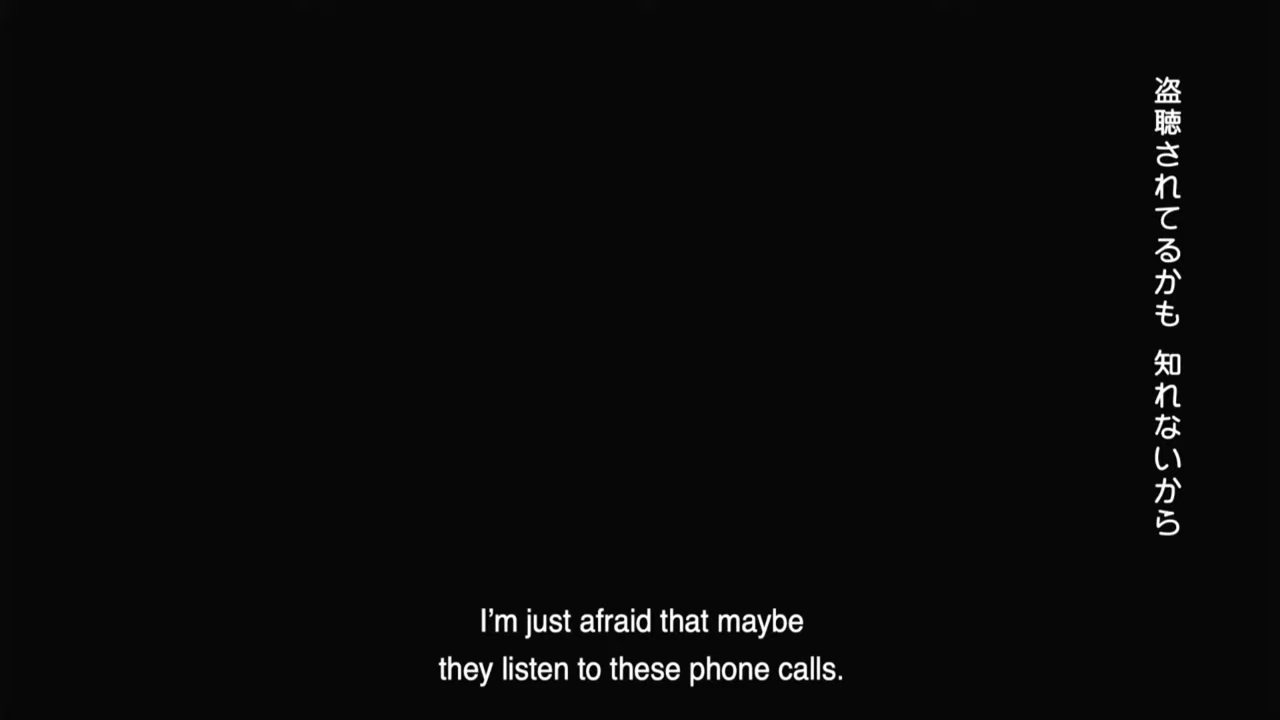 盗聴されてるかも 知れないから
I'm just afraid that maybe
they listen to these phone calls.